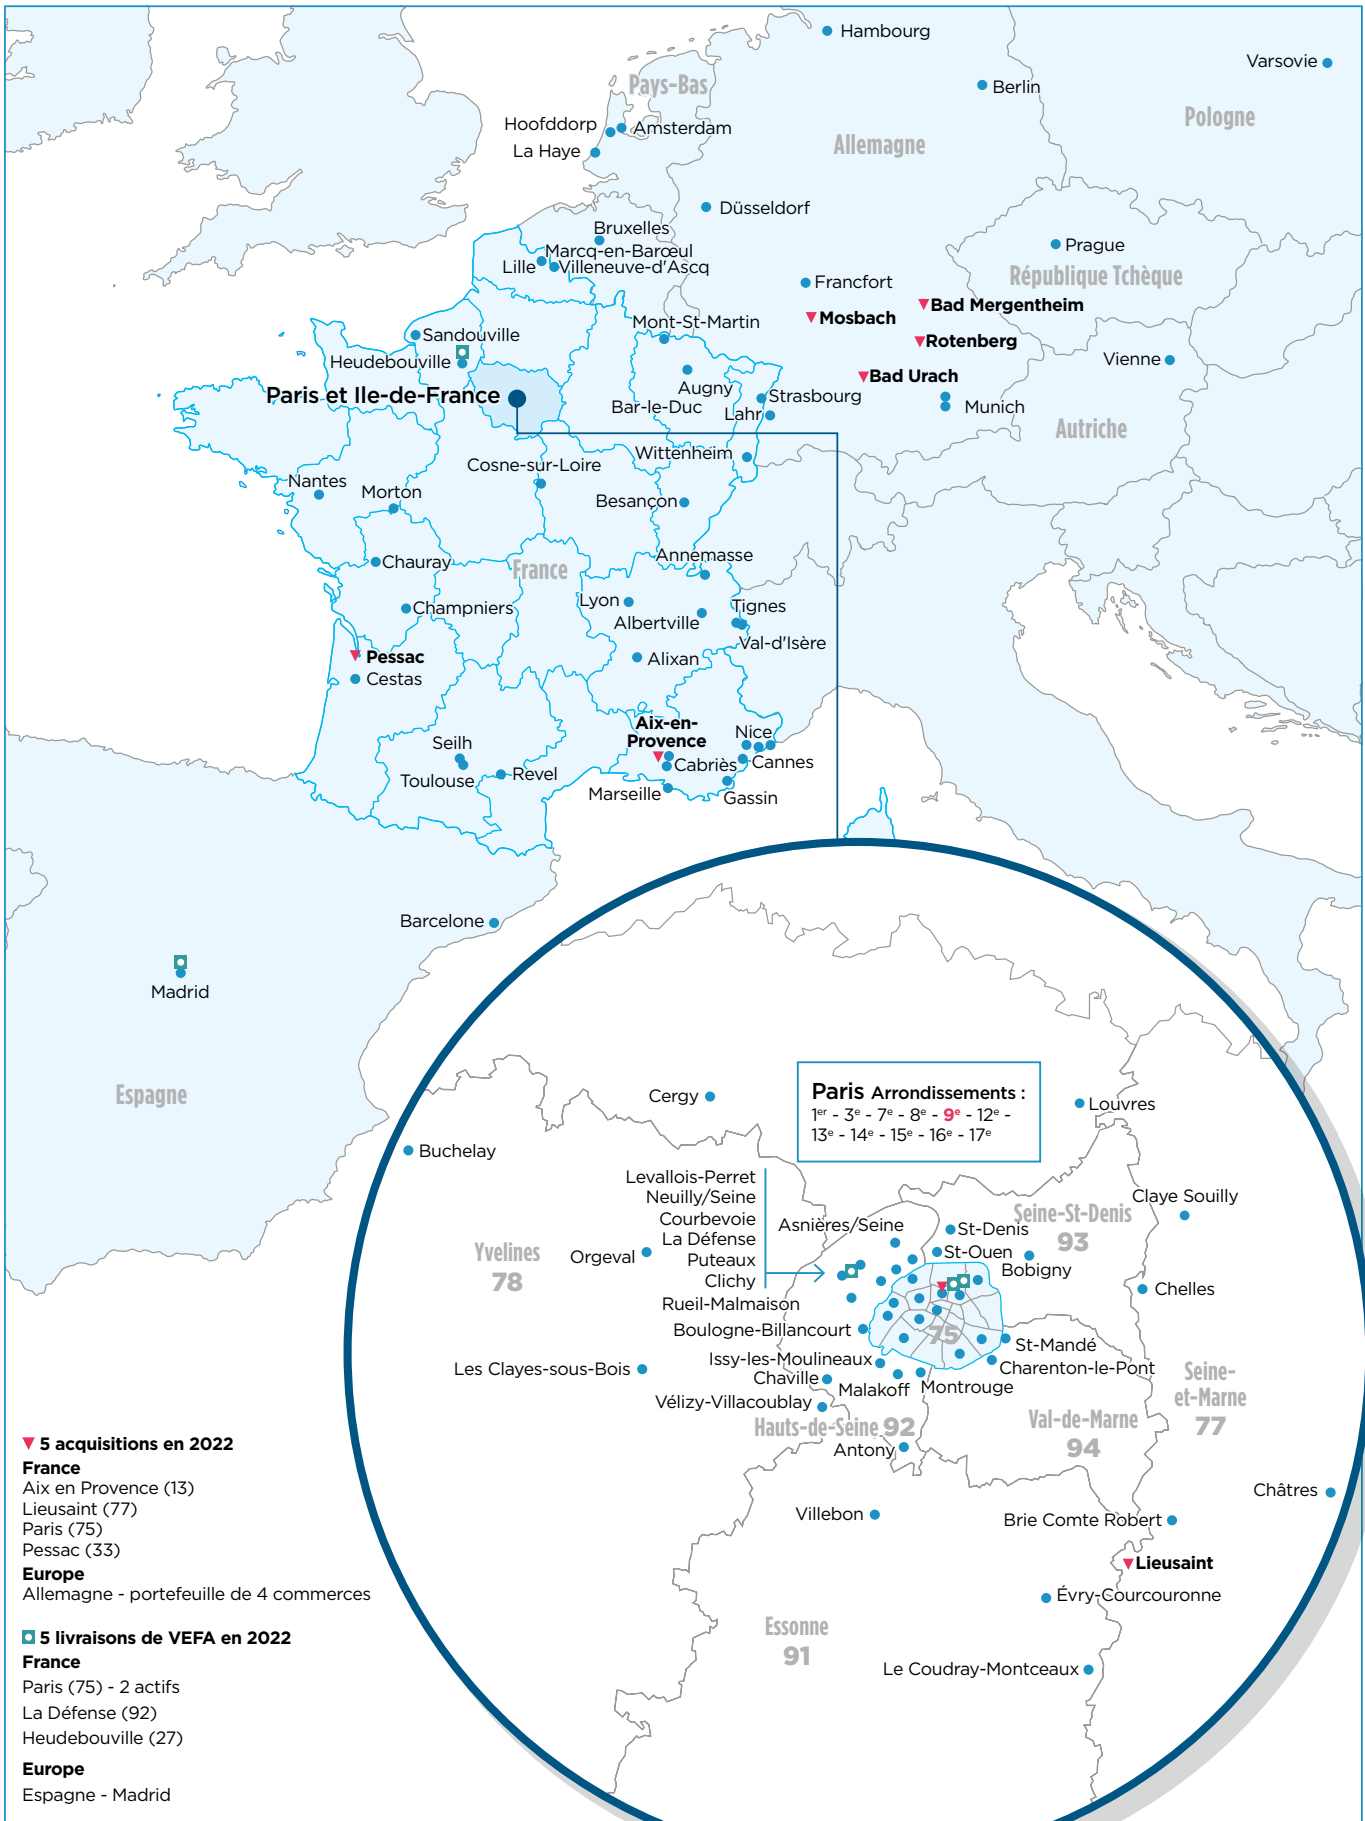 Hambourg
Varsovie
Berlin
Pays-Bas
Pologne
Hoofddorp
Amsterdam
Allemagne
La Haye
Düsseldorf
Bruxelles
Prague
Marcq-en-Barœul
Lille
Villeneuve-d'Ascq
République Tchèque
Francfort
Bad Mergentheim
Mosbach
Mont-St-Martin
Sandouville
Rotenberg
Heudebouville
Vienne
Bad Urach
Augny
Paris et Ile-de-France
Strasbourg
Bar-le-Duc
Lahr
Munich
Autriche
Wittenheim
Cosne-sur-Loire
Nantes
Morton
Besançon
Annemasse
Chauray
France
Lyon
Tignes
Champniers
Albertville
Val-d'Isère
Pessac
Alixan
Cestas
Aix-en-
Provence
Nice
Seilh
Cabriès
Cannes
Toulouse
Revel
Marseille
Gassin
Barcelone
Madrid
Espagne
Paris Arrondissements :
1er - 3e - 7e - 8e - 9e - 12e -
13e - 14e - 15e - 16e - 17e
Cergy
Louvres
Buchelay
Levallois-Perret
Neuilly/Seine
Courbevoie
La Défense
Puteaux
Clichy
Claye Souilly
Asnières/Seine
St-Denis
Seine-St-Denis
93
Yvelines
78
Orgeval
St-Ouen
Bobigny
Chelles
Rueil-Malmaison
Boulogne-Billancourt
75
St-Mandé
Issy-les-Moulineaux
Charenton-le-Pont
Les Clayes-sous-Bois
Chaville
Malakoff
Montrouge
Seine-
et-Marne
77
Vélizy-Villacoublay
Hauts-de-Seine 92
Val-de-Marne
94
Antony
Châtres
Villebon
Brie Comte Robert
Lieusaint
Évry-Courcouronne
Essonne
91
Le Coudray-Montceaux
5 acquisitions en 2022
France
Aix en Provence (13)
Lieusaint (77)
Paris (75)
Pessac (33)
Europe
Allemagne - portefeuille de 4 commerces
5 livraisons de VEFA en 2022
France
Paris (75) - 2 actifs
La Défense (92)
Heudebouville (27)
Europe
Espagne - Madrid